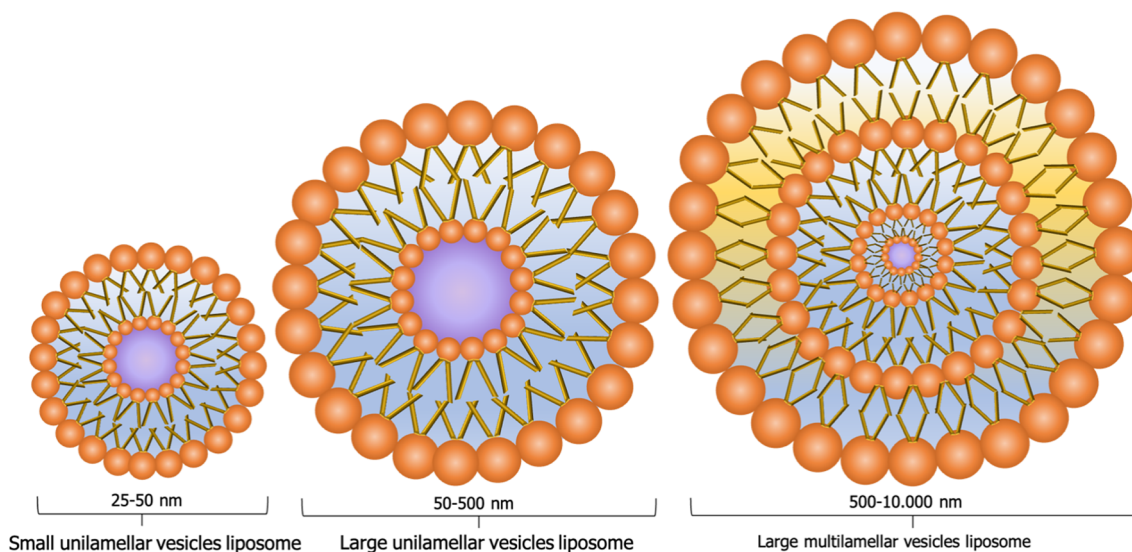 25-50 nm
50-500 nm
500-10.000 nm
Small unilamellar vesicles liposome
Large unilamellar vesicles liposome
Large multilamellar vesicles liposome